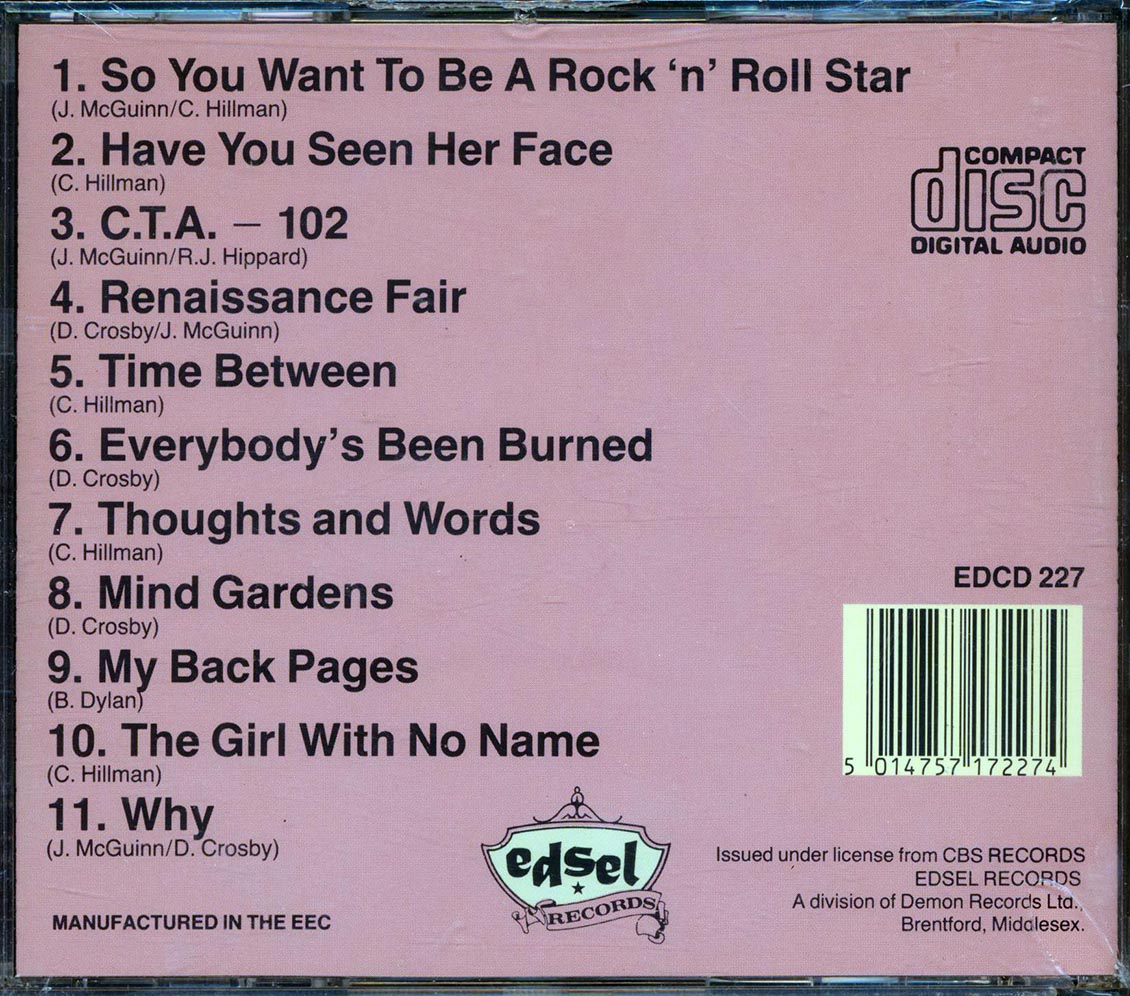 1. So You Want To Be A Rock ‘n’ Roll Star
(J. McGuinn/C. Hillman)
2. Have You Seen Her Face
(C. Hillman)
3. C.T.A. – 102
(J. McGuinn/R.J. Hippard)
4. Renaissance Fair
(D. Crosby/J. McGuinn)
5. Time Between
(C. Hillman)
6. Everybody’s Been Burned
(D. Crosby)
7. Thoughts and Words
(C. Hillman)
8. Mind Gardens
(D. Crosby)
9. My Back Pages
(B. Dylan)
10. The Girl With No Name
(C. Hillman)
11. Why
(J. McGuinn/D. Crosby)
MANUFACTURED IN THE EEC
edsel
RECORDS
COMPACT
disc
DIGITAL AUDIO
EDCD 227
5 014757 172274
Issued under license from CBS RECORDS
EDSEL RECORDS
A division of Demon Records Ltd.,
Brentford, Middlesex.